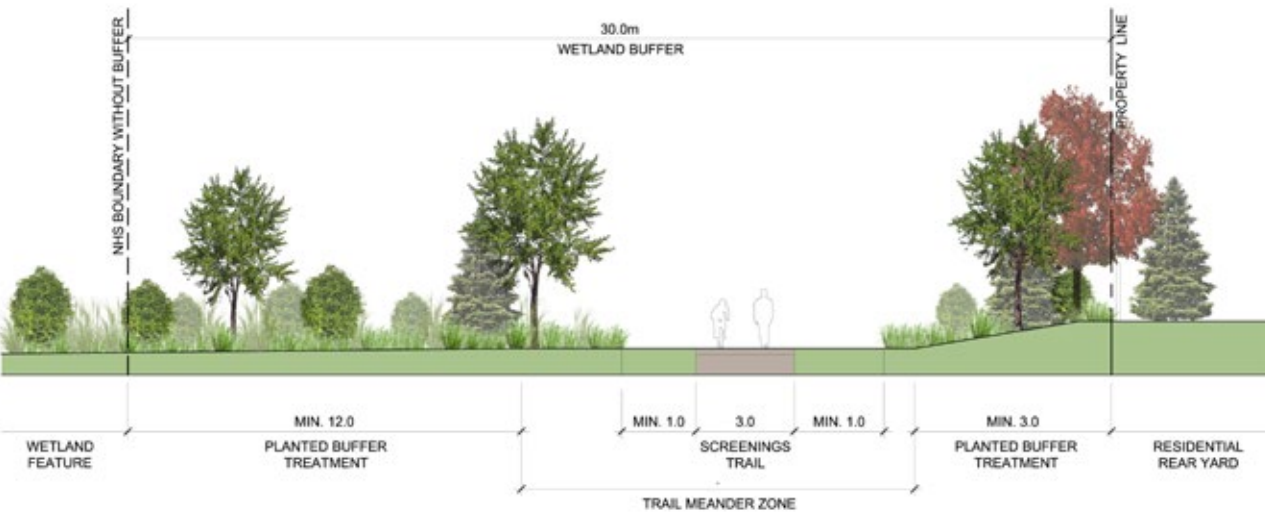 NHS BOUNDARY WITHOUT BUFFER
30.0m
WETLAND BUFFER
PROPERTY LINE
MIN. 12.0
MIN. 1.0
3.0
MIN. 1.0
MIN. 3.0
WETLAND
FEATURE
PLANTED BUFFER
TREATMENT
SCREENINGS
TRAIL
PLANTED BUFFER
TREATMENT
RESIDENTIAL
REAR YARD
TRAIL MEANDER ZONE